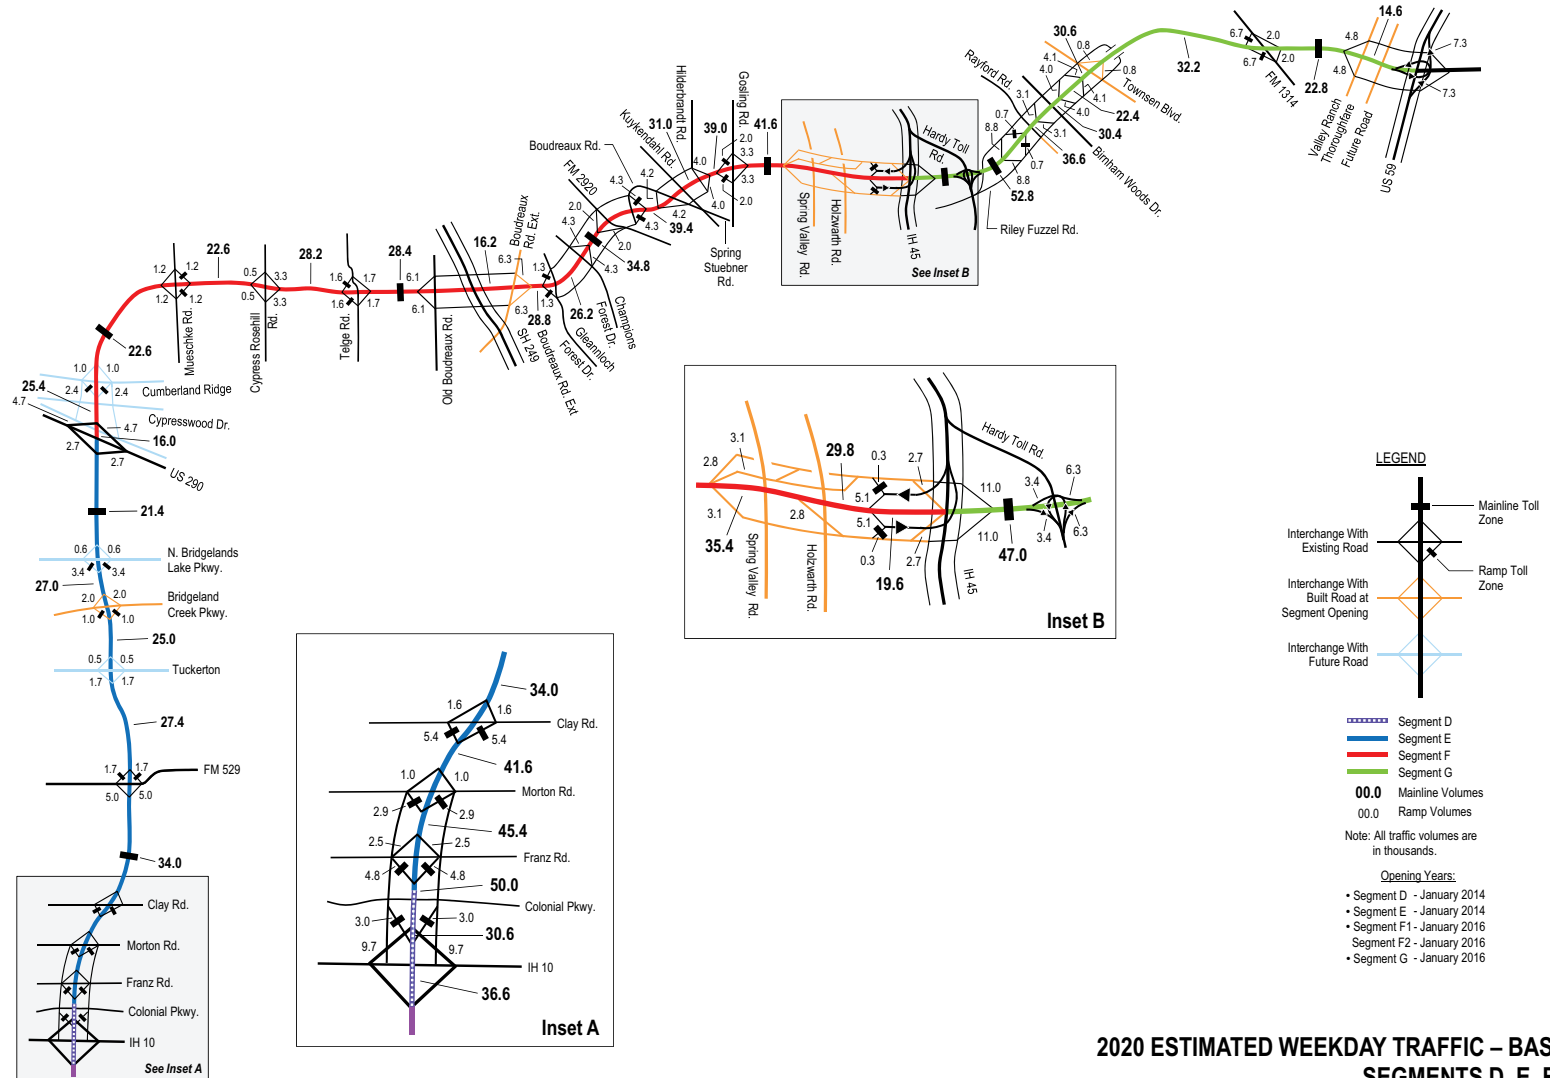 14.6
4.8
7.3
4.8
7.3
22.8
Valley Ranch
Thoroughfare
Future Road
US 59
6.7
2.0
6.7
2.0
FM 1314
32.2
30.6
0.8
4.1
4.0
0.8
Rayford Rd.
Townsen Blvd.
3.1
4.1
4.0
22.4
30.4
0.7
3.1
8.8
36.6
Birnham Woods Dr.
0.7
8.8
52.8
Riley Fuzzel Rd.
Hardy Toll
Rd.
Spring Valley Rd.
Holzwarth Rd.
IH 45
See Inset B
41.6
Gosling Rd.
39.0
Hilderbrandt Rd.
31.0
Kuykendahl Rd.
2.0
3.3
3.3
2.0
4.0
4.0
Boudreaux Rd.
4.2
4.3
4.2
4.3
39.4
Spring
Stuebner
Rd.
FM 2920
2.0
4.3
2.0
4.3
34.8
Champions
Forest Dr.
26.2
Gleannloch
Forest Dr.
1.3
1.3
28.8
Boudreaux Rd. Ext
Boudreaux
Rd. Ext.
6.3
6.3
16.2
SH 249
6.1
6.1
Old Boudreaux Rd.
28.4
1.6
1.7
1.6
1.7
Telge Rd.
28.2
0.5
3.3
0.5
3.3
Cypress Rosehill
Rd.
22.6
1.2
1.2
1.2
1.2
Mueschke Rd.
22.6
1.0
1.0
25.4
2.4
2.4
Cumberland Ridge
4.7
Cypresswood Dr.
4.7
16.0
2.7
2.7
US 290
21.4
0.6
0.6
N. Bridgelands
Lake Pkwy.
3.4
3.4
27.0
2.0
2.0
Bridgeland
Creek Pkwy.
1.0
1.0
25.0
0.5
0.5
Tuckerton
1.7
1.7
27.4
1.7
1.7
FM 529
5.0
5.0
34.0
Clay Rd.
Morton Rd.
Franz Rd.
Colonial Pkwy.
IH 10
See Inset A
34.0
1.6
1.6
Clay Rd.
5.4
5.4
41.6
1.0
1.0
Morton Rd.
2.9
2.9
45.4
2.5
2.5
Franz Rd.
4.8
4.8
50.0
Colonial Pkwy.
3.0
3.0
30.6
9.7
9.7
IH 10
36.6
Inset A
3.1
2.8
29.8
0.3
2.7
Hardy Toll Rd.
11.0
3.4
6.3
5.1
3.1
2.8
5.1
35.4
0.3
2.7
11.0
3.4
6.3
47.0
19.6
Spring Valley Rd.
Holzwarth Rd.
IH 45
Inset B
LEGEND
Mainline Toll
Zone
Interchange With
Existing Road
Ramp Toll
Zone
Interchange With
Built Road at
Segment Opening
Interchange With
Future Road
Segment D
Segment E
Segment F
Segment G
00.0 Mainline Volumes
00.0 Ramp Volumes
Note: All traffic volumes are
in thousands.
Opening Years:
• Segment D - January 2014
• Segment E - January 2014
• Segment F1 - January 2016
Segment F2 - January 2016
• Segment G - January 2016
2020 ESTIMATED WEEKDAY TRAFFIC – BAS
SEGMENTS D, E, F